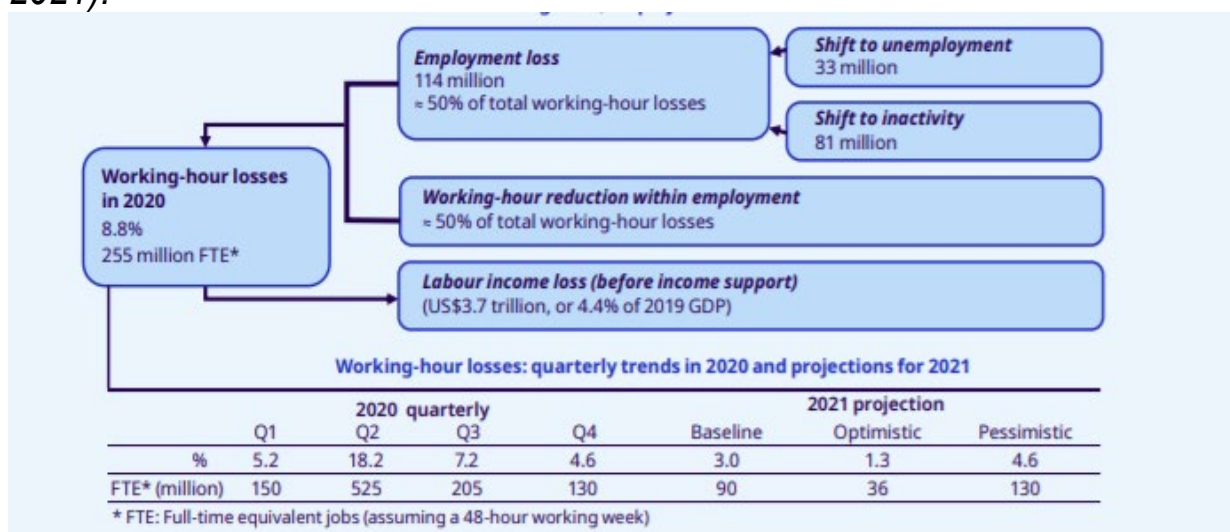 2021).
Employment loss
114 million
≈ 50% of total working-hour losses
Shift to unemployment
33 million
Shift to inactivity
81 million
Working-hour losses
in 2020
8.8%
255 million FTE*
Working-hour reduction within employment
≈ 50% of total working-hour losses
Labour income loss (before income support)
(US$3.7 trillion, or 4.4% of 2019 GDP)
Working-hour losses: quarterly trends in 2020 and projections for 2021
2020 quarterly 2021 projection
Q1 Q2 Q3 Q4 Baseline Optimistic Pessimistic
% 5.2 18.2 7.2 4.6 3.0 1.3 4.6
FTE* (million) 150 525 205 130 90 36 130
* FTE: Full-time equivalent jobs (assuming a 48-hour working week)